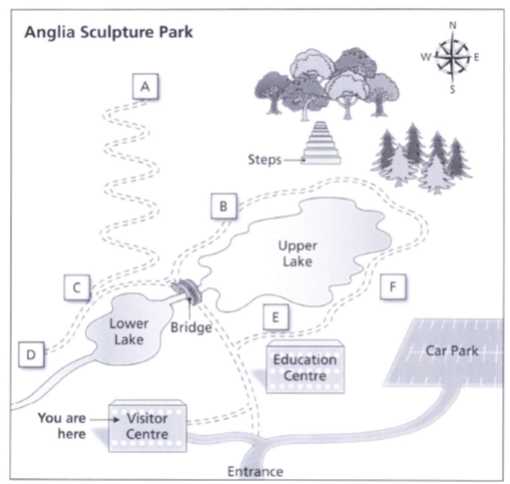 Anglia Sculpture Park
N
W
E
S
A
Steps
B
Upper
Lake
C
F
Bridge
E
Lower
Lake
D
Education
Centre
Car Park
You are
here
Visitor
Centre
Entrance